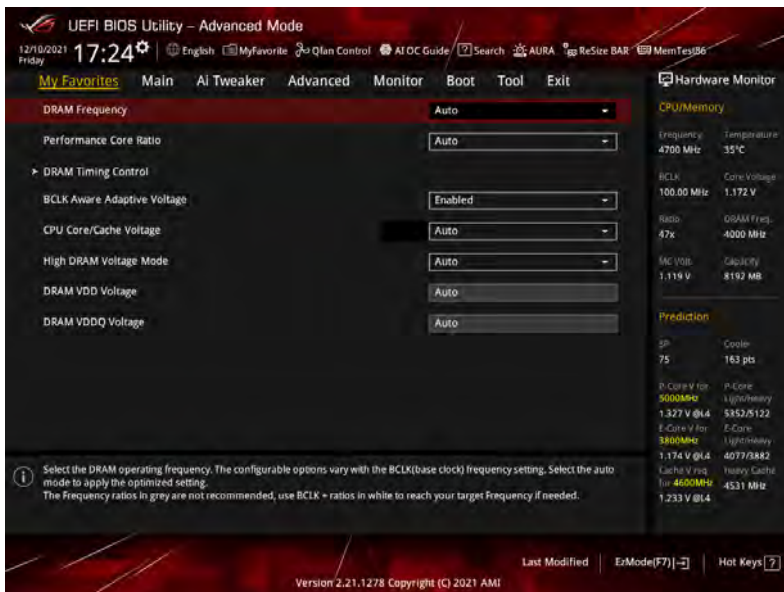 UEFI BIOS Utility – Advanced Mode
12/10/2021 Friday 17:24 English MyFavorite Qfan Control AI OC Guide ? Search AURA ReSize BAR MemTest86
My Favorites Main Ai Tweaker Advanced Monitor Boot Tool Exit Hardware Monitor
DRAM Frequency Auto
Performance Core Ratio Auto
DRAM Timing Control
BCLK Aware Adaptive Voltage Enabled
CPU Core/Cache Voltage Auto
High DRAM Voltage Mode Auto
DRAM VDD Voltage Auto
DRAM VDDQ Voltage Auto
CPU/Memory
Frequency Temperature
4700 MHz 35°C
BCLK Core Voltage
100.00 MHz 1.172 V
Ratio DRAM Freq.
47x 4000 MHz
MC Volt. Capacity
1.119 V 8192 MB
Prediction
SP Cooler
75 163 pts
P-Core V for P-Core
5000MHz Light/Heavy
1.327 V @L4 5352/5122
E-Core V for E-Core
3800MHz Light/Heavy
1.174 V @L4 4077/3882
Cache V req Heavy Cache
for 4600MHz 4531 MHz
1.233 V @L4
Select the DRAM operating frequency. The configurable options vary with the BCLK(base clock) frequency setting. Select the auto
mode to apply the optimized setting.
The Frequency ratios in grey are not recommended, use BCLK + ratios in white to reach your target Frequency if needed.
Last Modified EzMode(F7) Hot Keys ?
Version 2.21.1278 Copyright (C) 2021 AMI